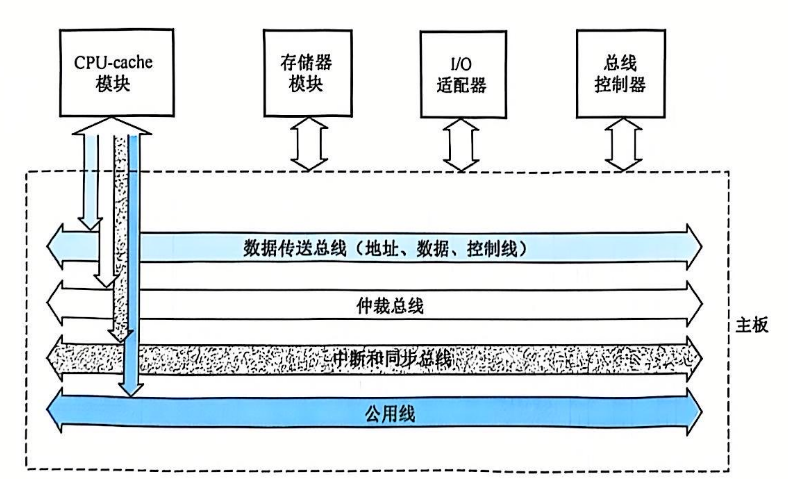 CPU-cache
模块
存储器
模块
I/O
适配器
总线
控制器
数据传送总线（地址、数据、控制线）
仲裁总线
中断和同步总线
公用线
主板